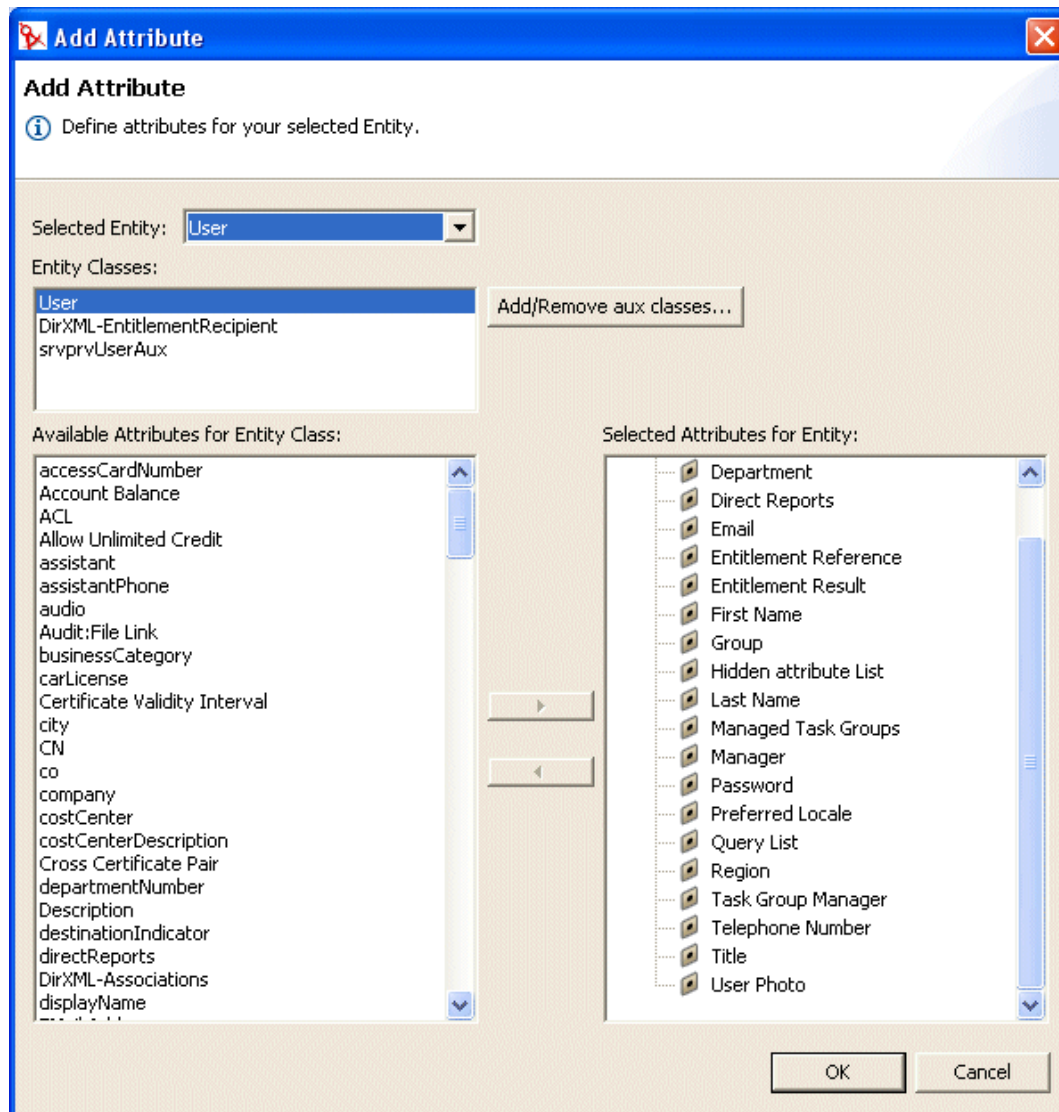 Add Attribute
Add Attribute
Define attributes for your selected Entity.
Selected Entity: User
Entity Classes:
User
DirXML-EntitlementRecipient
srvprvUserAux
Add/Remove aux classes...
Available Attributes for Entity Class:
accessCardNumber
Account Balance
ACL
Allow Unlimited Credit
assistant
assistantPhone
audio
Audit:File Link
businessCategory
carLicense
Certificate Validity Interval
city
CN
co
company
costCenter
costCenterDescription
Cross Certificate Pair
departmentNumber
Description
destinationIndicator
directReports
DirXML-Associations
displayName
Selected Attributes for Entity:
Department
Direct Reports
Email
Entitlement Reference
Entitlement Result
First Name
Group
Hidden attribute List
Last Name
Managed Task Groups
Manager
Password
Preferred Locale
Query List
Region
Task Group Manager
Telephone Number
Title
User Photo
OK
Cancel